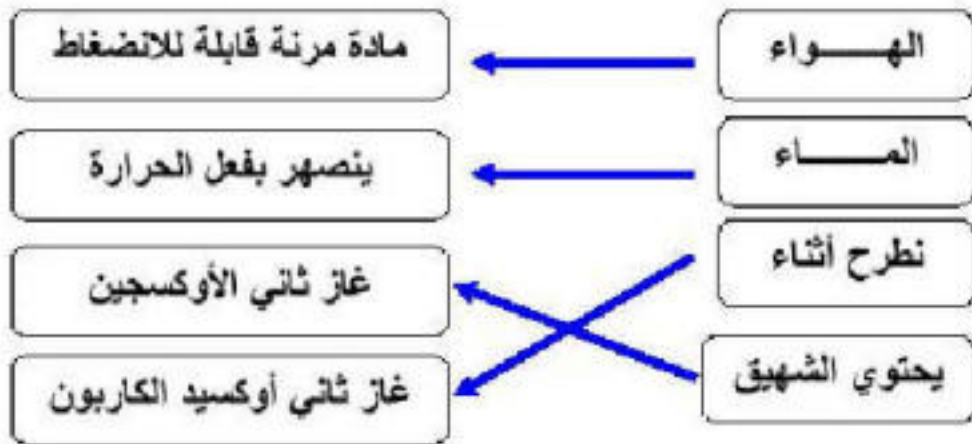 الهـــــواء
مادة مرنة قابلة للانضغاط
المـــــاء
ينصهر بفعل الحرارة
نطرح أثناء
غاز ثاني الأوكسجين
يحتوي الشهيق
غاز ثاني أوكسيد الكاربون